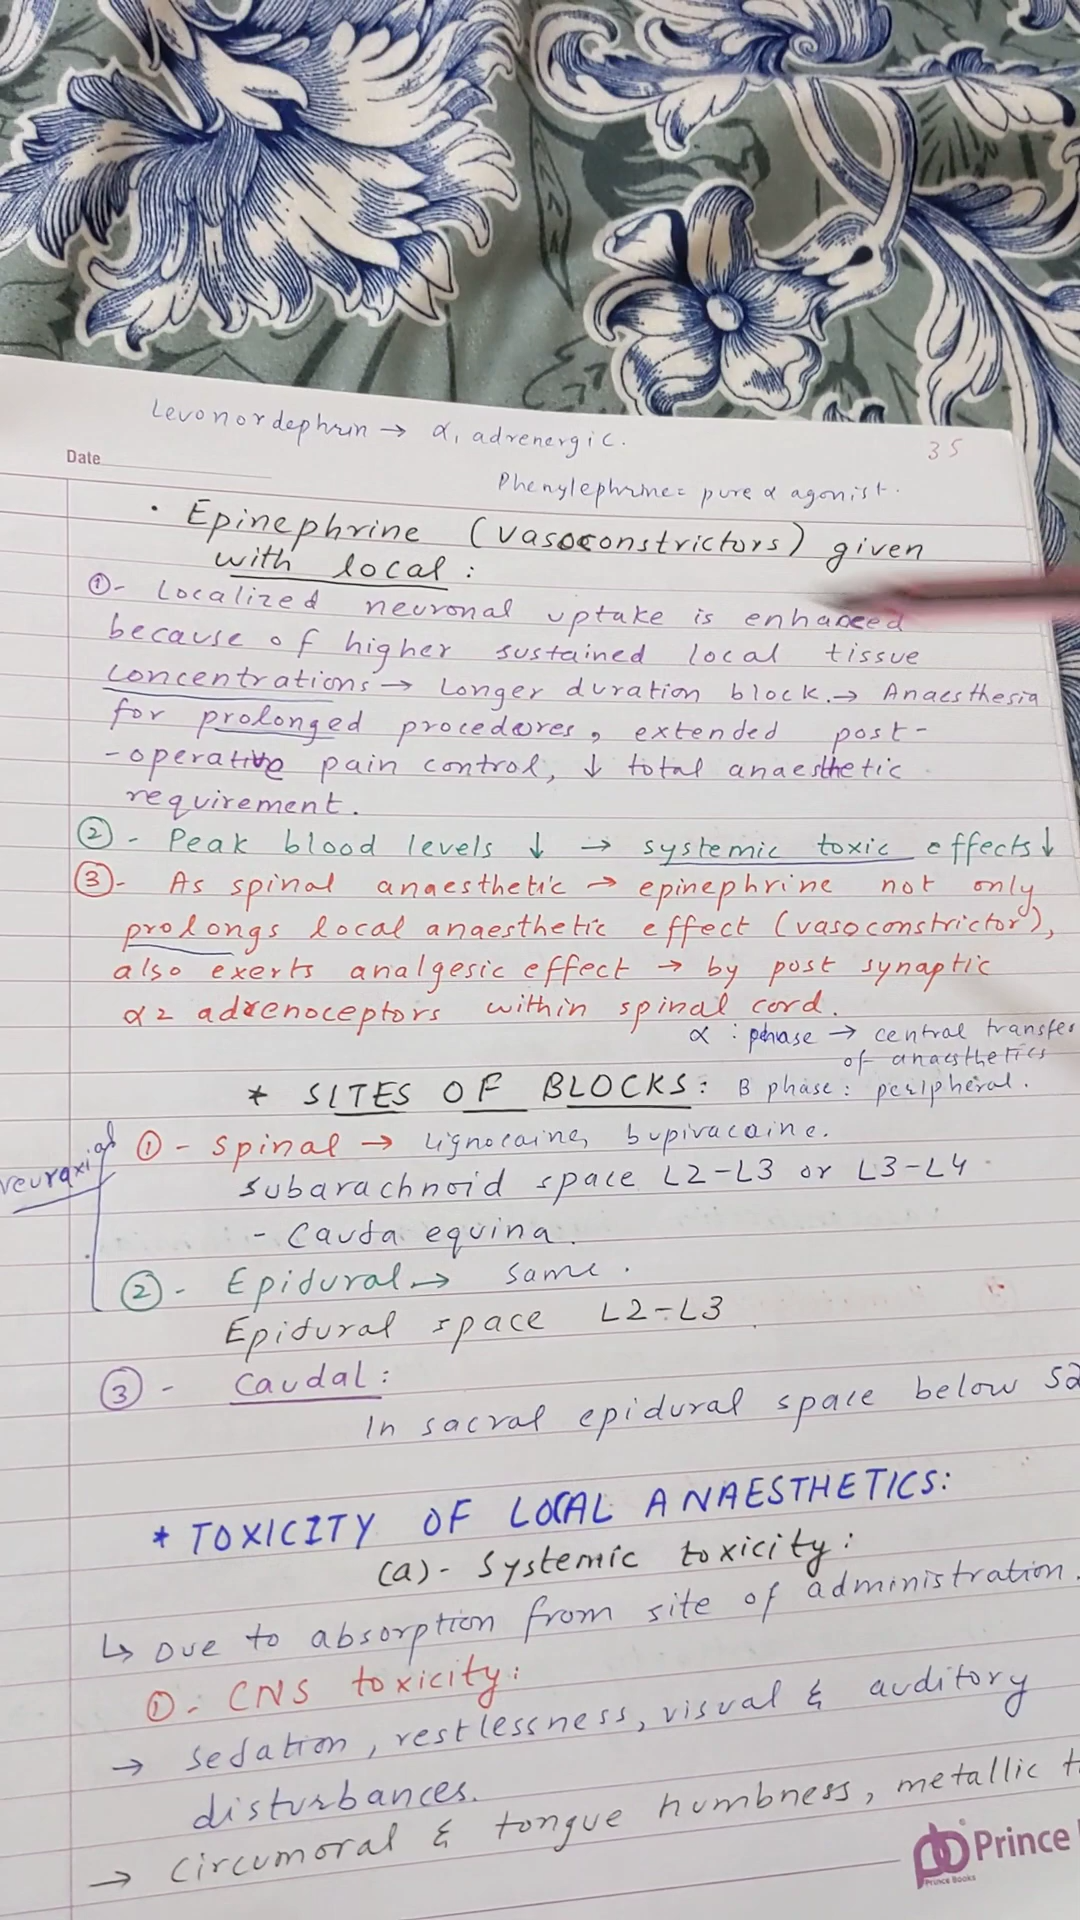 Levonordephrin → α, adrenergic.
35
Date
Phenylephrine = pure α agonist.
• Epinephrine (vasoconstrictors) given
with local :
①- Localized neuronal uptake is enhanced
because of higher sustained local tissue
concentrations → Longer duration block. → Anaesthesia
for prolonged procedures, extended post-
-operative pain control, ↓ total anaesthetic
requirement.
②- Peak blood levels ↓ → systemic toxic effects ↓
③- As spinal anaesthetic → epinephrine not only
prolongs local anaesthetic effect (vasoconstrictor),
also exerts analgesic effect → by post synaptic
α2 adrenoceptors within spinal cord.
α : phase → central transfer
of anaesthetics
* SITES OF BLOCKS: B phase: peripheral.
neuraxial
①- Spinal → Lignocaine, bupivacaine.
Subarachnoid space L2-L3 or L3-L4
- Cauda equina.
②- Epidural → same.
Epidural space L2-L3
③- Caudal:
In sacral epidural space below S2
* TOXICITY OF LOCAL ANAESTHETICS:
(a)- Systemic toxicity:
↳ Due to absorption from site of administration.
①- CNS toxicity:
→ Sedation, restlessness, visual & auditory
disturbances.
→ Circumoral & tongue numbness, metallic t
Prince
Prince Books